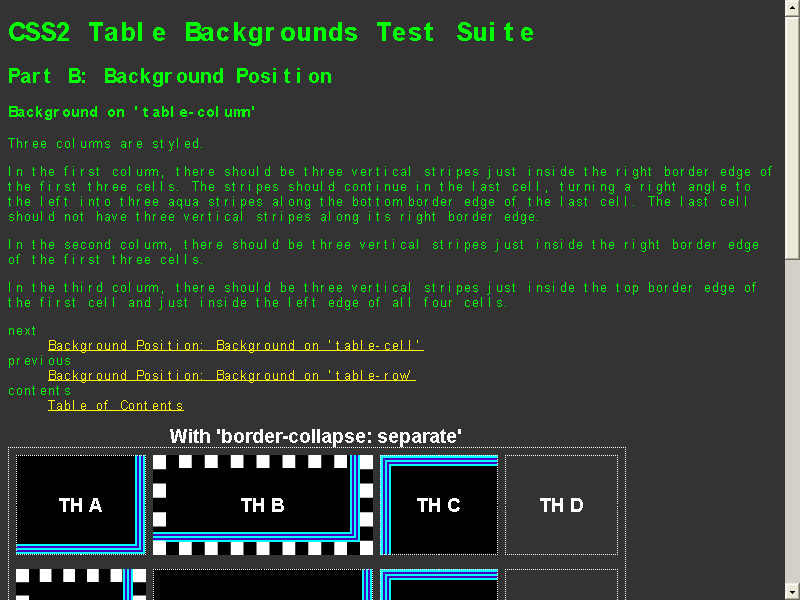 CSS2 Table Backgrounds Test Suite
Part B: Background Position
Background on 'table-column'
Three columns are styled.
In the first column, there should be three vertical stripes just inside the right border edge of
the first three cells. The stripes should continue in the last cell, turning a right angle to
the left into three aqua stripes along the bottom border edge of the last cell. The last cell
should not have three vertical stripes along its right border edge.
In the second column, there should be three vertical stripes just inside the right border edge
of the first three cells.
In the third column, there should be three vertical stripes just inside the top border edge of
the first cell and just inside the left edge of all four cells.
next
Background Position: Background on 'table-cell'
previous
Background Position: Background on 'table-row'
contents
Table of Contents
With 'border-collapse: separate'
TH A TH B TH C TH D